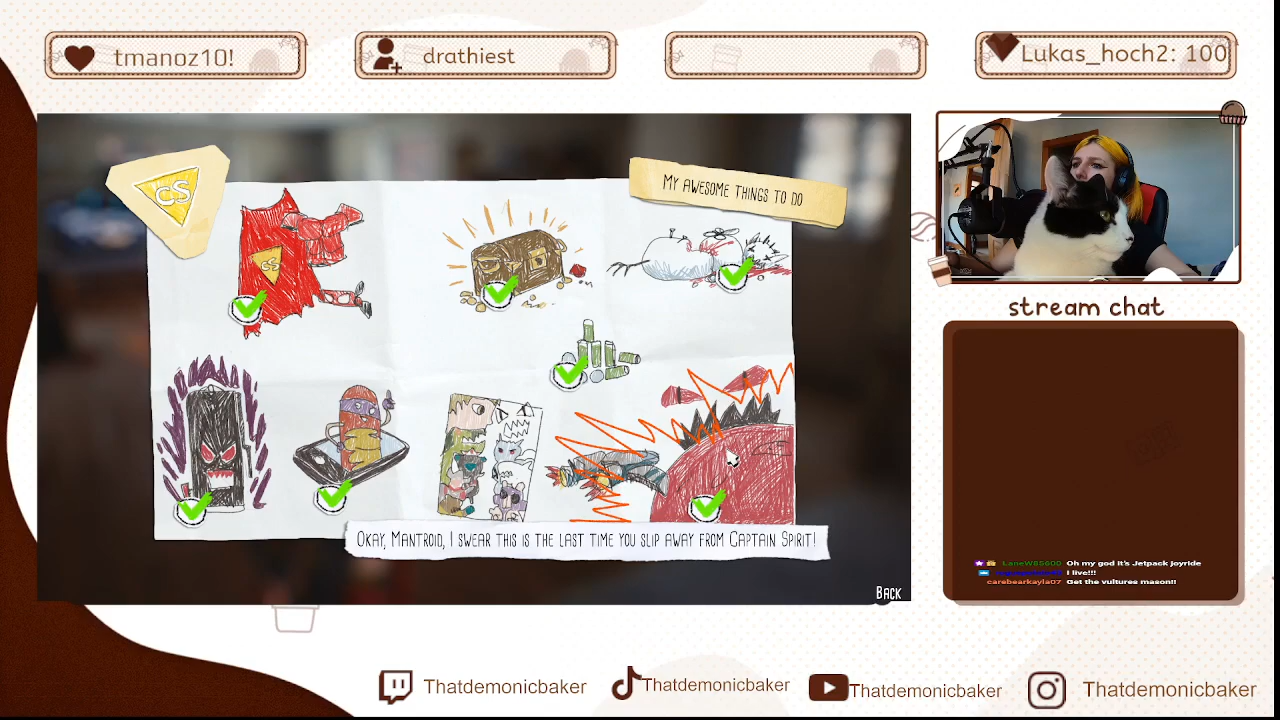 tmanoz10!
drathiest
Lukas_hoch2: 100
CS
MY AWESOME THINGS TO DO
CS
OKAY, MANTROID, I SWEAR THIS IS THE LAST TIME YOU SLIP AWAY FROM CAPTAIN SPIRIT!
BACK
stream chat
LaneW85600 Oh my god it's Jetpack Joyride
I live!!!
carebearkayla07 Get the vultures mason!!
Thatdemonicbaker
Thatdemonicbaker
Thatdemonicbaker
Thatdemonicbaker